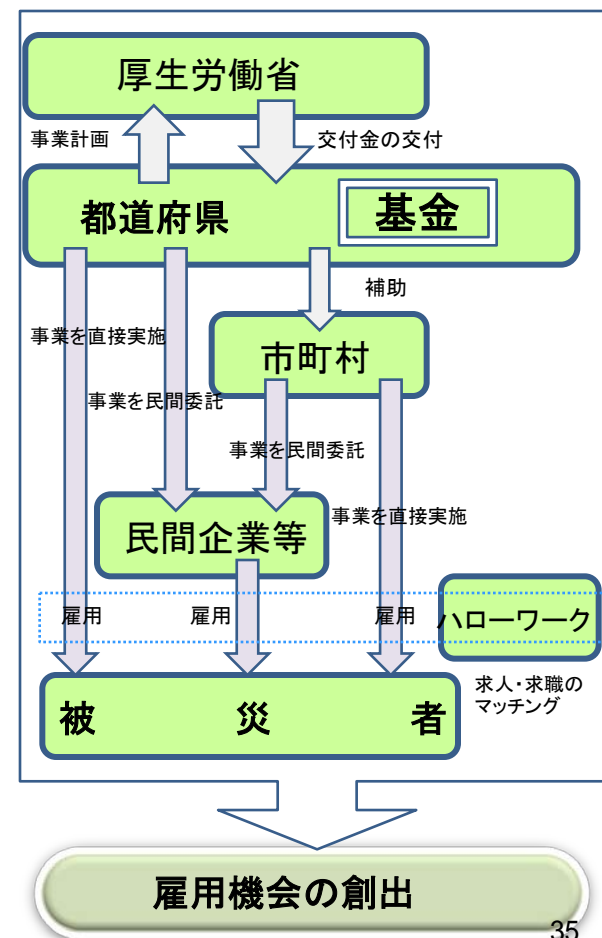 厚生労働省
事業計画
交付金の交付
都道府県
基金
補助
事業を直接実施
市町村
事業を民間委託
事業を民間委託
事業を直接実施
民間企業等
雇用
雇用
雇用
ハローワーク
求人・求職の
マッチング
被災者
雇用機会の創出
35